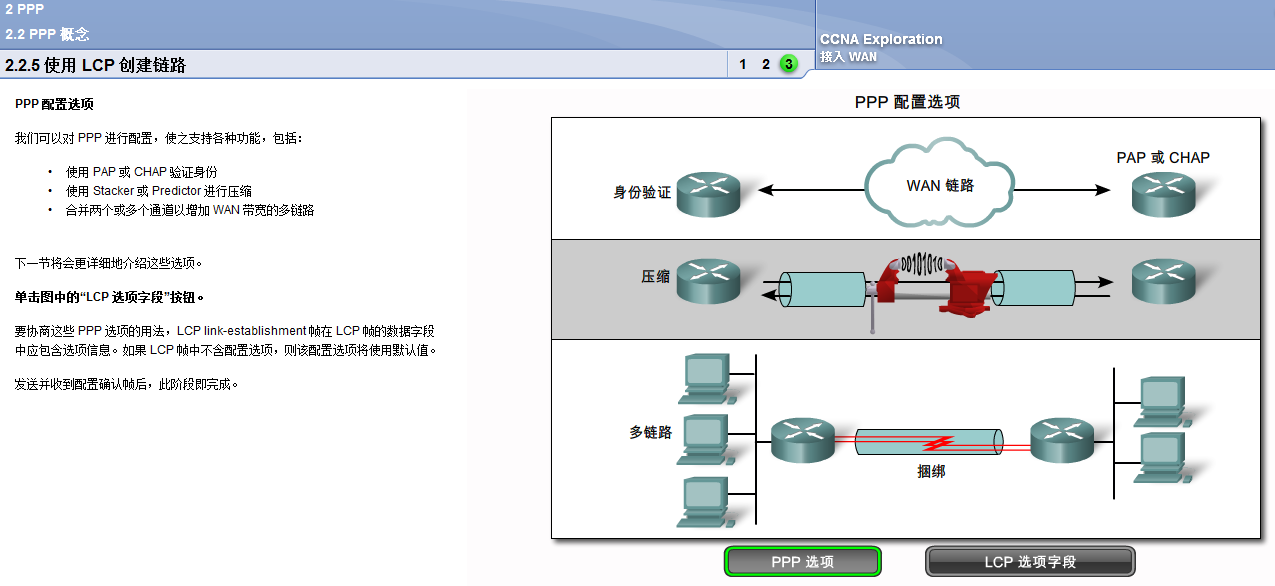 2 PPP
2.2 PPP 概念
CCNA Exploration
接入 WAN
2.2.5 使用 LCP 创建链路
1 2 3
PPP 配置选项
我们可以对 PPP 进行配置，使之支持各种功能，包括：
• 使用 PAP 或 CHAP 验证身份
• 使用 Stacker 或 Predictor 进行压缩
• 合并两个或多个通道以增加 WAN 带宽的多链路
下一节将会更详细地介绍这些选项。
单击图中的“LCP 选项字段”按钮。
要协商这些 PPP 选项的用法，LCP link-establishment 帧在 LCP 帧的数据字段
中应包含选项信息。如果 LCP 帧中不含配置选项，则该配置选项将使用默认值。
发送并收到配置确认帧后，此阶段即完成。
PPP 配置选项
PAP 或 CHAP
身份验证
WAN 链路
压缩
00101010
多链路
捆绑
PPP 选项
LCP 选项字段